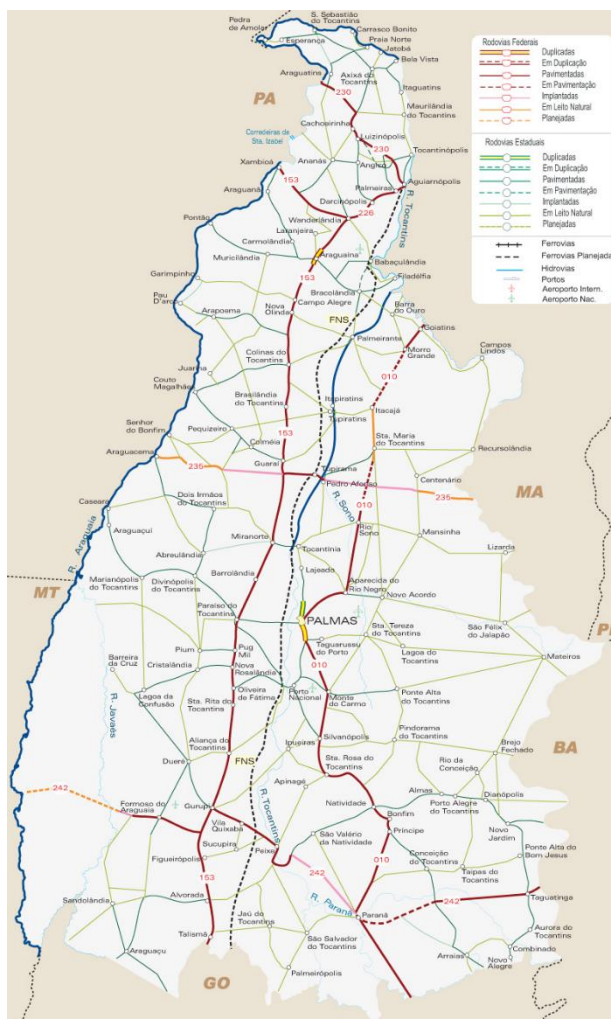 Pedra de Amolar
S. Sebastião
do Tocantins
Carrasco Bonito
Esperança
Praia Norte
Jatobá
Bela Vista
Araguatins
Axixá do
Tocantins
230
Itaguatins
PA
Maurilândia
do Tocantins
Cachoeirinha
Luizinópolis
Corredeiras de
Sta. Izabel
230
Tocantinópolis
Xambioá
Ananás
Angico
Aguiarnópolis
153
Palmeiras
Araguanã
Darcinópolis
226
R. Tocantins
Wanderlândia
Pontão
Laranjeira
Carmolândia
Araguaína
Muricilândia
Babaçulândia
153
Garimpinho
Filadélfia
Bracolândia
Pau
D'arco
Campo Alegre
Barra
do Ouro
Nova
Olinda
Arapoema
FNS
Goiatins
Palmeirante
Morro
Grande
Campos
Lindos
Colinas do
Tocantins
010
Juarina
Couto
Magalhães
Brasilândia
do Tocantins
Itapiratins
Itacajá
Tupiratins
Senhor
do Bonfim
Pequizeiro
153
Colméia
Sta. Maria
do Tocantins
Recursolândia
Araguacema
Guaraí
235
Tupirama
Centenário
Pedro Afonso
235
MA
Caseara
Dois Irmãos
do Tocantins
R. Sono
010
Araguaçuí
Rio
Sono
Mansinha
R. Araguaia
Miranorte
Tocantínia
Lizarda
Abreulândia
Lajeado
MT
Marianópolis
do Tocantins
Divinópolis
do Tocantins
Barrolândia
Aparecida do
Rio Negro
Novo Acordo
Paraíso do
Tocantins
PALMAS
São Félix
do Jalapão
Sta. Tereza
do Tocantins
Taguarussu
do Porto
Pium
Pug
Mil
Lagoa do
Tocantins
Mateiros
Barreira
da Cruz
Cristalândia
Nova
Rosalândia
010
R. Javaés
Lagoa da
Confusão
Oliveira
de Fátima
Porto
Nacional
Monte
do Carmo
Ponte Alta
do Tocantins
Sta. Rita do
Tocantins
Silvanópolis
Pindorama
do Tocantins
Aliança do
Tocantins
Ipueiras
Brejo
Fechado
BA
Dueré
FNS
Sta. Rosa do
Tocantins
Rio da
Conceição
242
Apinagé
Almas
Dianópolis
Formoso do
Araguaia
Gurupi
R. Tocantins
Natividade
Porto Alegre do
Tocantins
Vila
Quixaba
Bonfim
São Valério
da Natividade
Príncipe
Novo
Jardim
Sucupira
Peixe
010
Conceição
do Tocantins
Ponte Alta do
Bom Jesus
Figueirópolis
242
Taipas do
Tocantins
153
R. Paranã
Sandolândia
Alvorada
242
Taguatinga
Paranã
Talismã
Jaú do
Tocantins
Aurora do
Tocantins
Araguaçu
São Salvador
do Tocantins
Combinado
Arraias
Novo
Alegre
Palmeirópolis
GO
Rodovias Federais
Duplicadas
Em Duplicação
Pavimentadas
Em Pavimentação
Implantadas
Em Leito Natural
Planejadas
Rodovias Estaduais
Duplicadas
Em Duplicação
Pavimentadas
Em Pavimentação
Implantadas
Em Leito Natural
Planejadas
Ferrovias
Ferrovias Planejada
Hidrovias
Portos
Aeroporto Intern.
Aeroporto Nac.